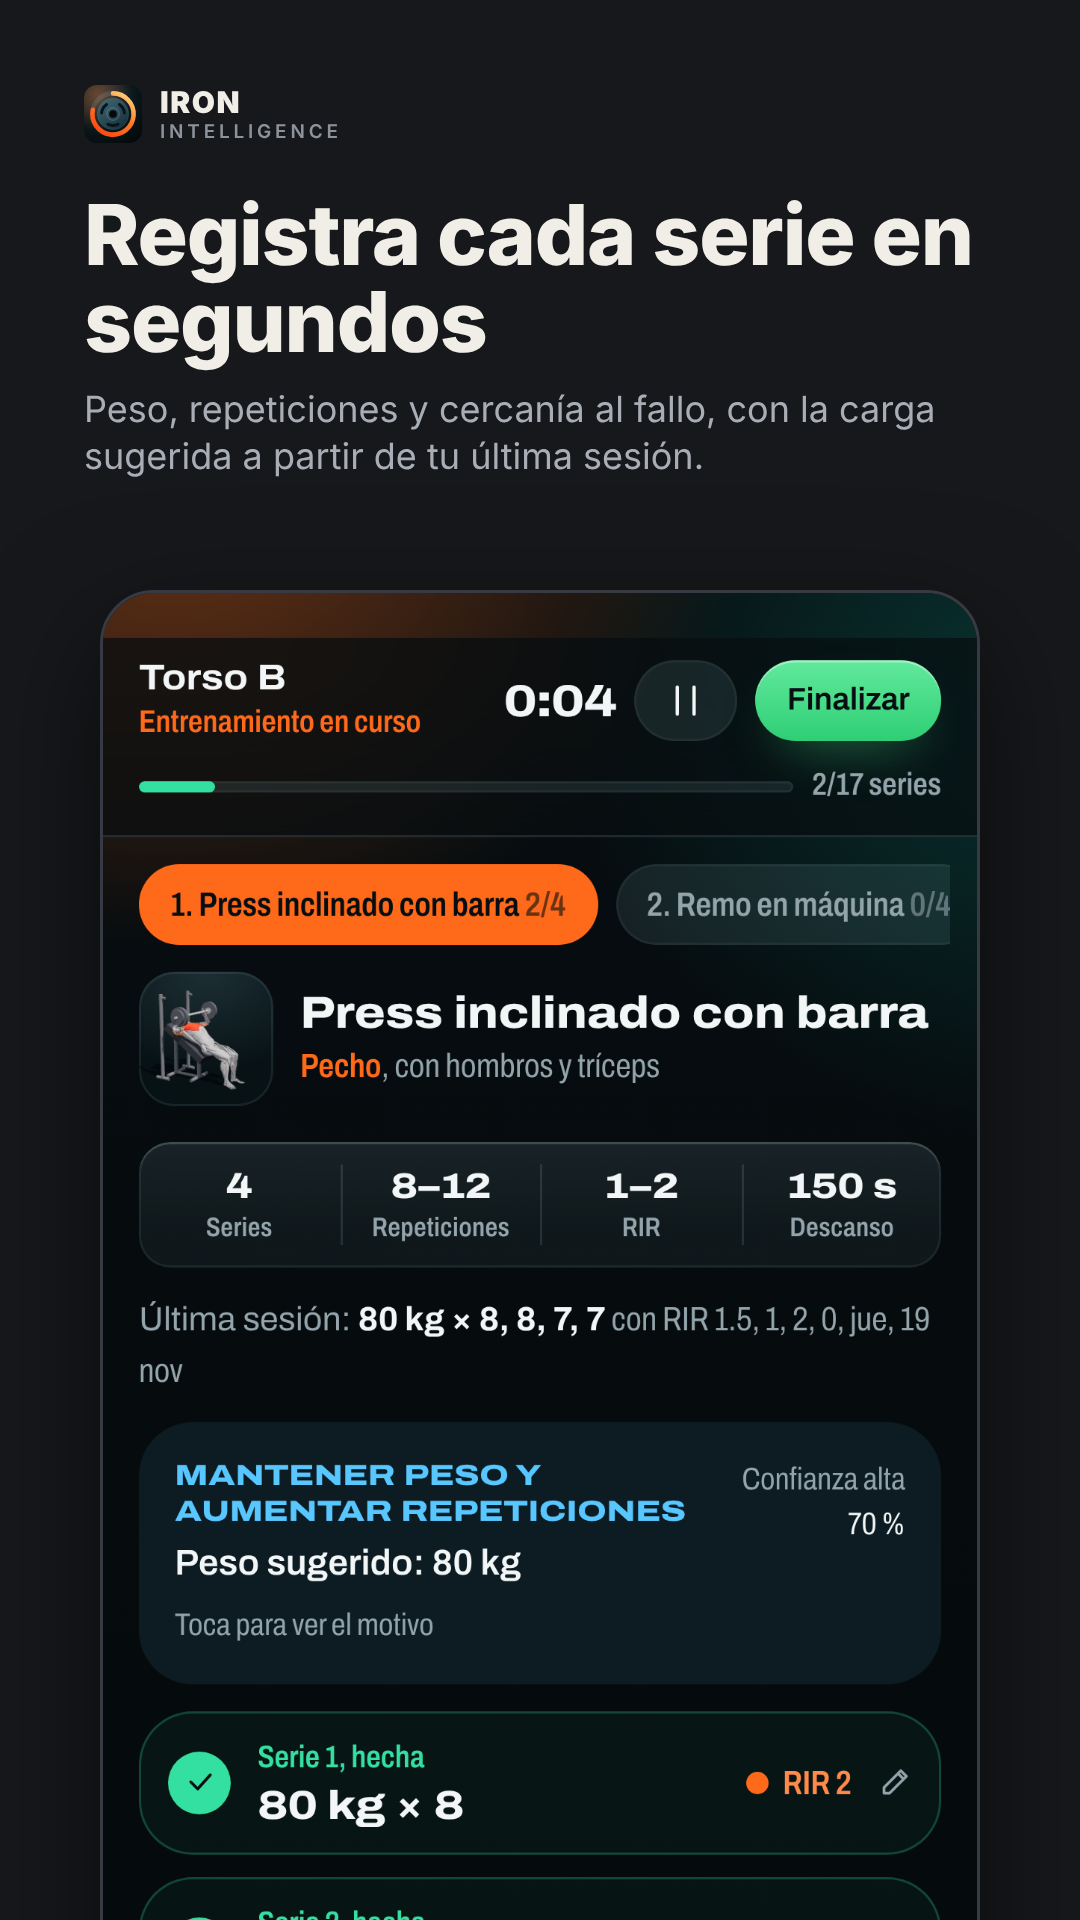 IRON
INTELLIGENCE
Registra cada serie en
segundos
Peso, repeticiones y cercanía al fallo, con la carga
sugerida a partir de tu última sesión.
Torso B
Entrenamiento en curso
0:04
Finalizar
2/17 series
1. Press inclinado con barra 2/4
2. Remo en máquina 0/4
Press inclinado con barra
Pecho, con hombros y tríceps
4
Series
8–12
Repeticiones
1–2
RIR
150 s
Descanso
Última sesión: 80 kg × 8, 8, 7, 7 con RIR 1.5, 1, 2, 0, jue, 19
nov
MANTENER PESO Y
AUMENTAR REPETICIONES
Confianza alta
70 %
Peso sugerido: 80 kg
Toca para ver el motivo
Serie 1, hecha
80 kg × 8
RIR 2
Serie 2, hecha